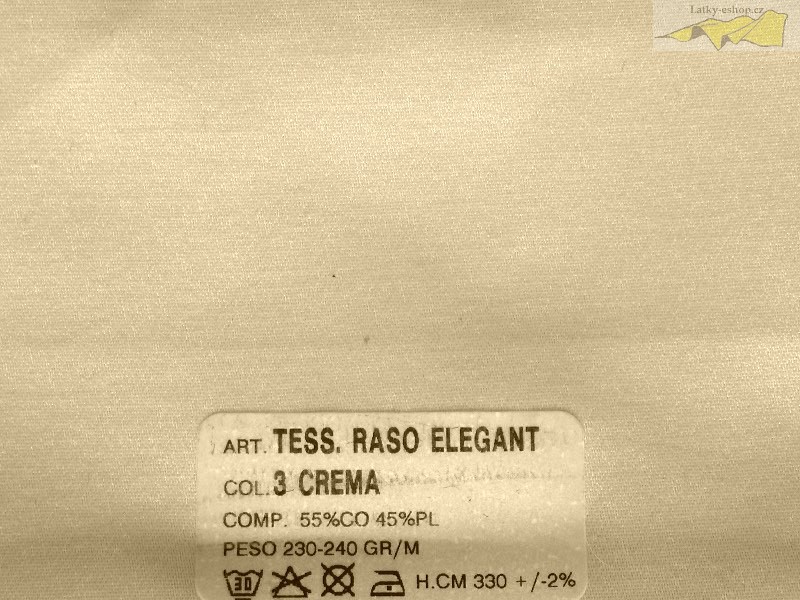 Latky-eshop.cz
ART. TESS. RASO ELEGANT
COL. 3 CREMA
COMP. 55%CO 45%PL
PESO 230-240 GR/M
30 H.CM 330 +/-2%